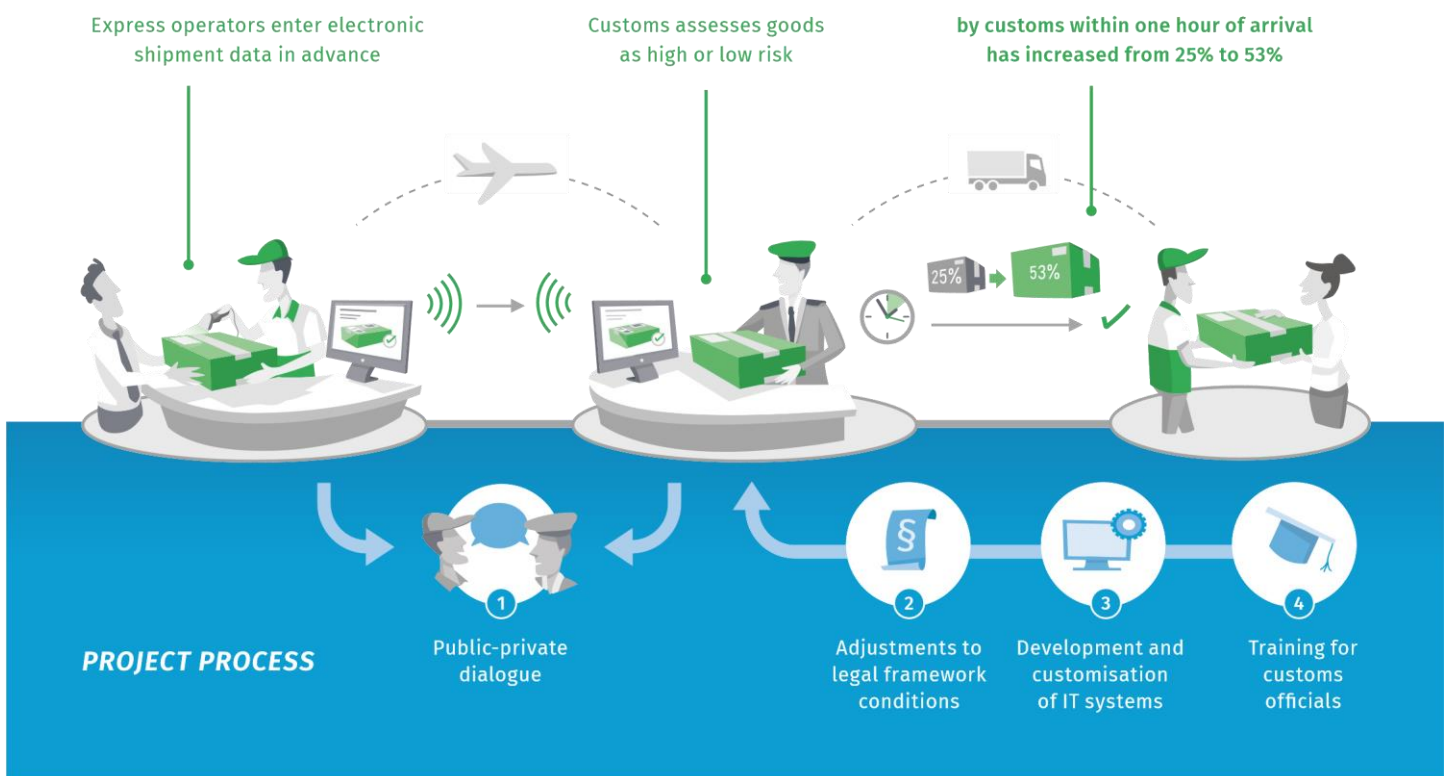 Express operators enter electronic
shipment data in advance
Customs assesses goods
as high or low risk
by customs within one hour of arrival
has increased from 25% to 53%
25%
53%
§
1
Public-private
dialogue
2
Adjustments to
legal framework
conditions
3
Development and
customisation
of IT systems
4
Training for
customs
officials
PROJECT PROCESS